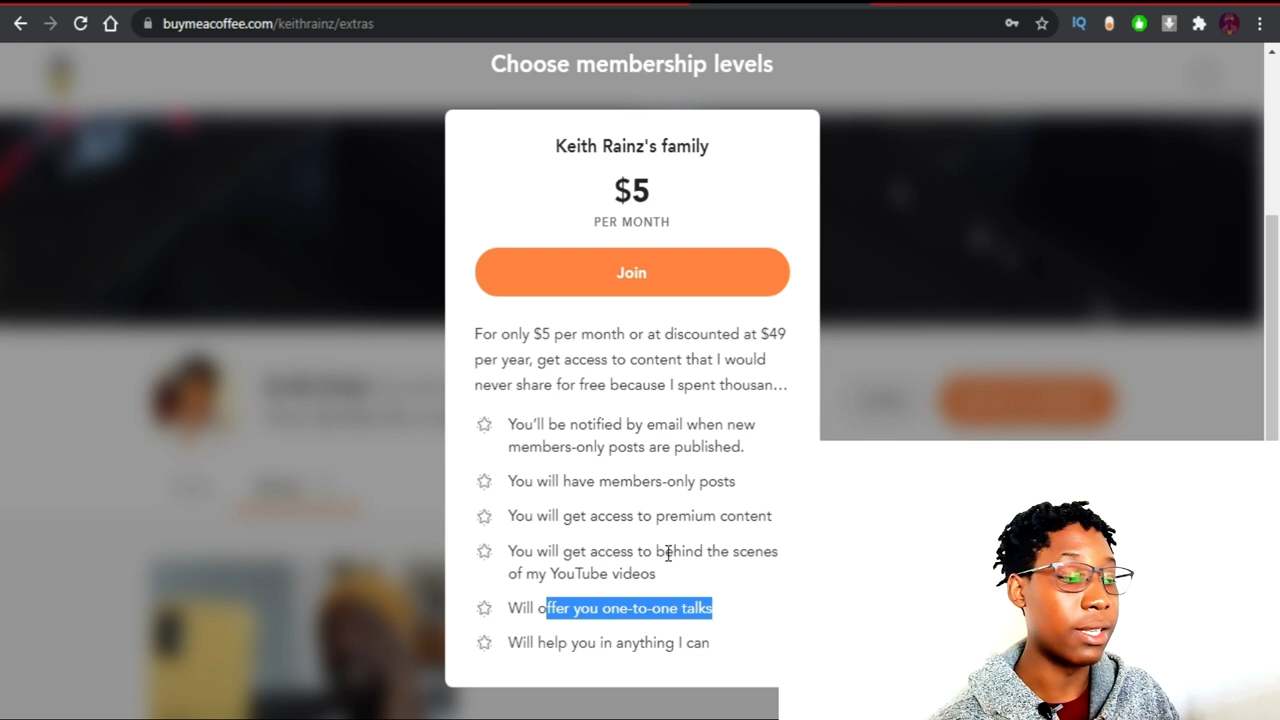 buymeacoffee.com/keithrainz/extras
IQ
Choose membership levels
Keith Rainz's family
$5
PER MONTH
Join
For only $5 per month or at discounted at $49
per year, get access to content that I would
never share for free because I spent thousan...
You'll be notified by email when new
members-only posts are published.
You will have members-only posts
You will get access to premium content
You will get access to behind the scenes
of my YouTube videos
Will offer you one-to-one talks
Will help you in anything I can